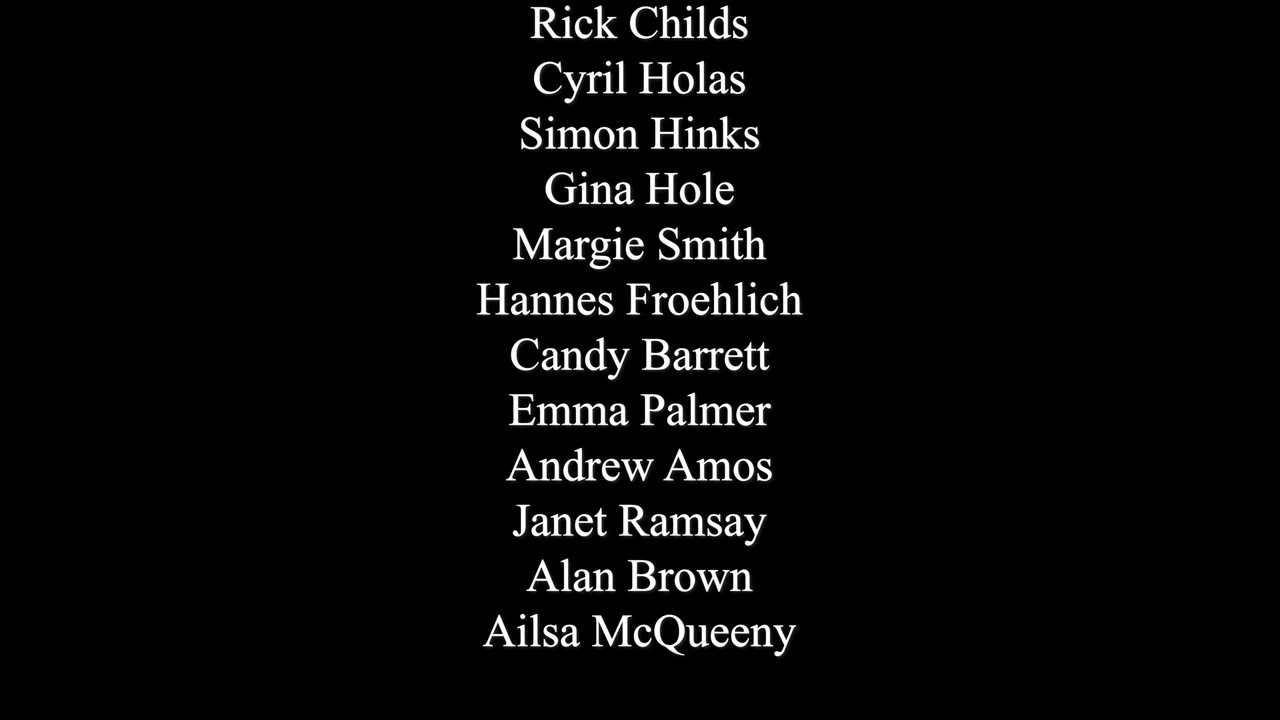 Rick Childs
Cyril Holas
Simon Hinks
Gina Hole
Margie Smith
Hannes Froehlich
Candy Barrett
Emma Palmer
Andrew Amos
Janet Ramsay
Alan Brown
Ailsa McQueeny